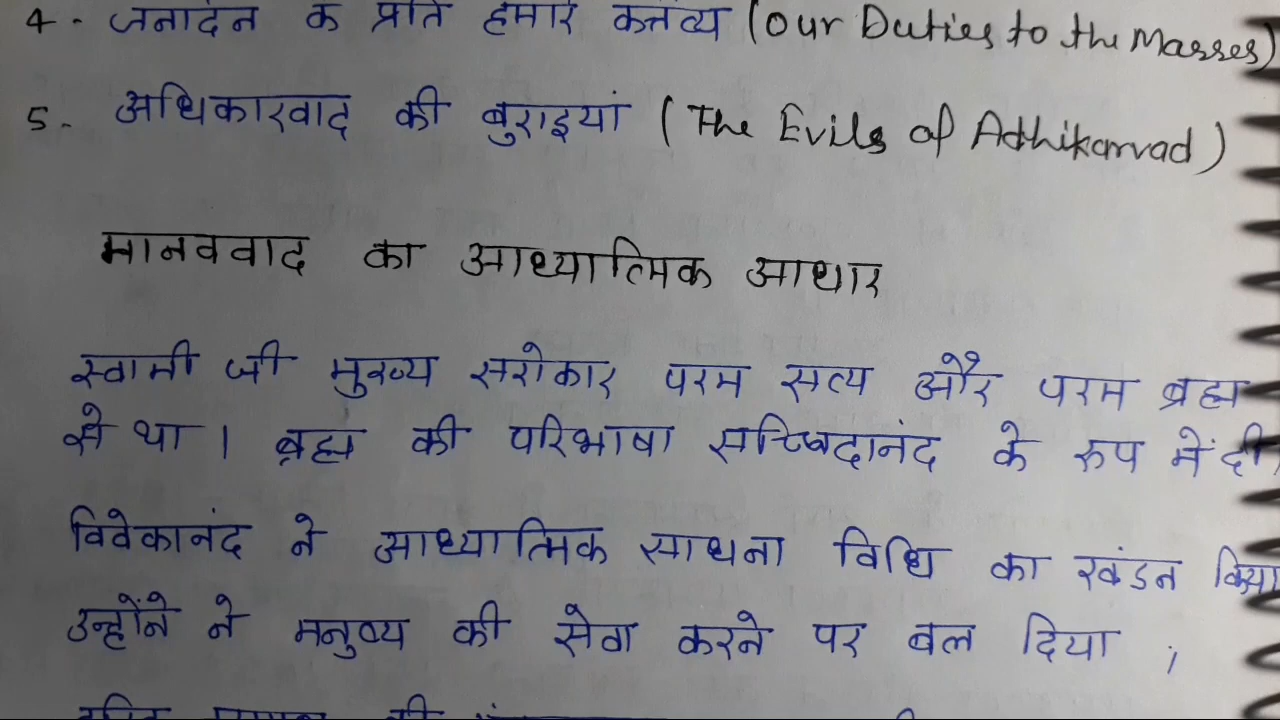 4- जनार्दन के प्रति हमारे कर्त्तव्य (Our Duties to the Masses)
5- अधिकारवाद की बुराइयां (The Evils of Adhikarvad)
मानववाद का आध्यात्मिक आधार
स्वामी जी मुख्य सरोकार परम सत्य और परम ब्रह्म
से था। ब्रह्म की परिभाषा सच्चिदानंद के रुप में दी।
विवेकानंद ने आध्यात्मिक साधना विधि का खंडन किया
उन्होंने ने मनुष्य की सेवा करने पर बल दिया ।